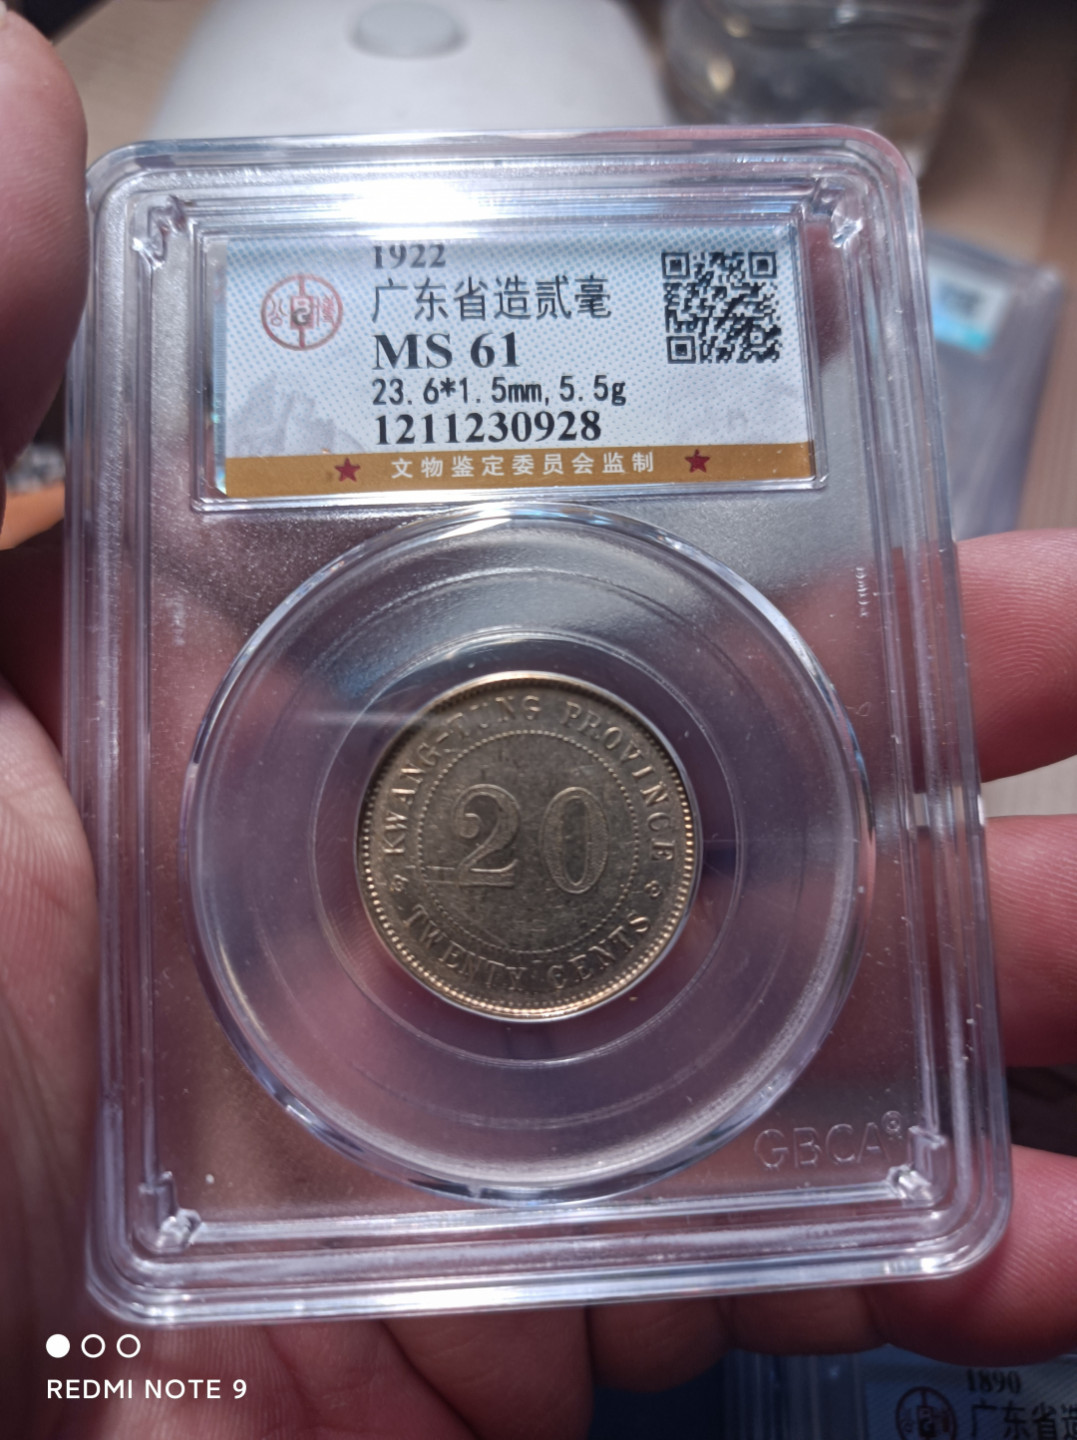 1922
广东省造贰毫
MS 61
23.6*1.5mm,5.5g
1211230928
★ 文物鉴定委员会监制 ★
KWANG-TUNG PROVINCE
20
TWENTY CENTS
GBCA®
REDMI NOTE 9
1890
广东省造